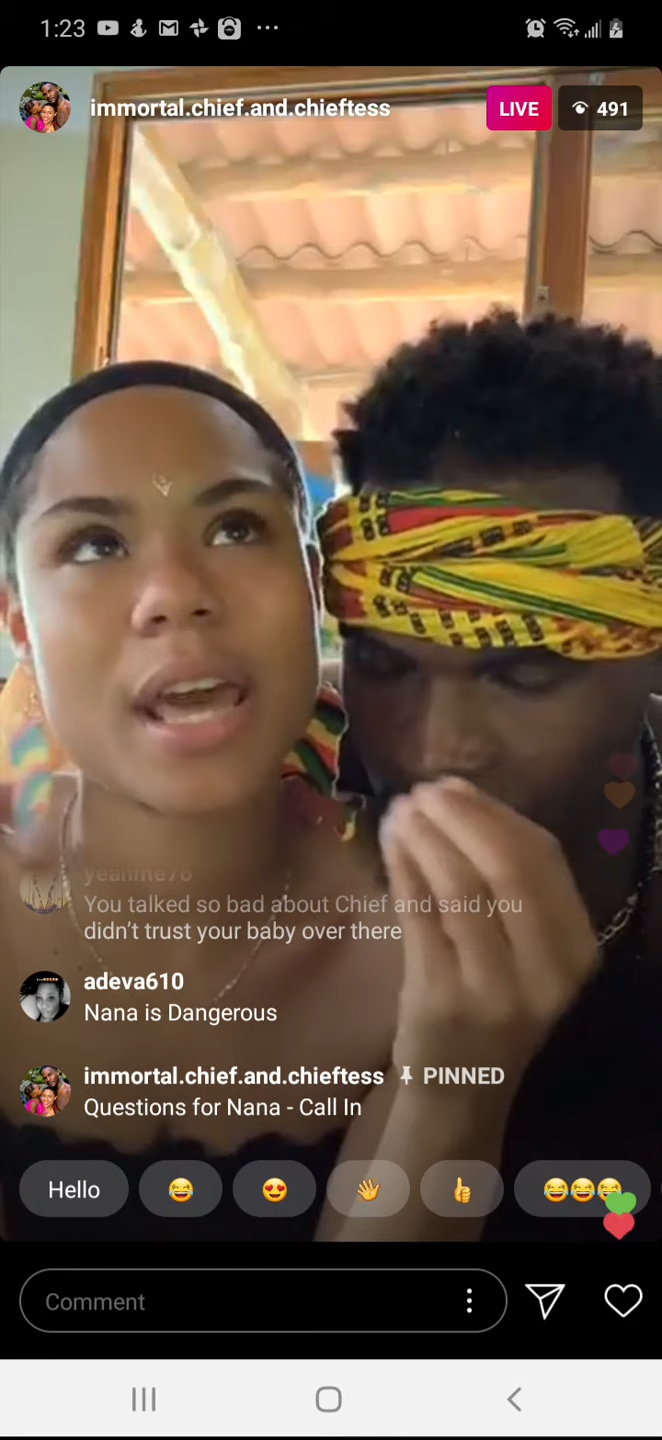 1:23
immortal.chief.and.chieftess
LIVE
491
yeahme76
You talked so bad about Chief and said you
didn't trust your baby over there
adeva610
Nana is Dangerous
immortal.chief.and.chieftess PINNED
Questions for Nana - Call In
Hello
Comment